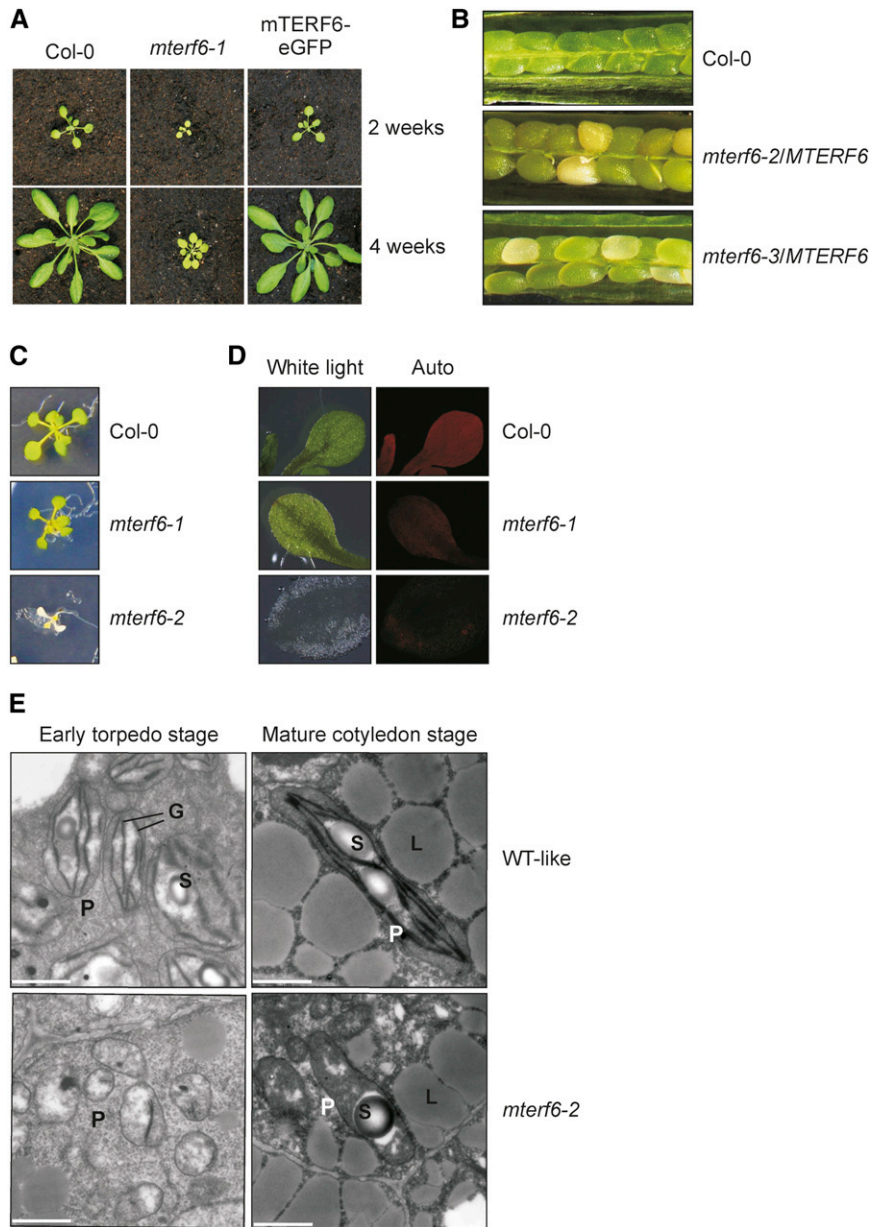 A
Col-0
mterf6-1
mTERF6-
eGFP
2 weeks
4 weeks
B
Col-0
mterf6-2/MTERF6
mterf6-3/MTERF6
C
Col-0
mterf6-1
mterf6-2
D
White light
Auto
Col-0
mterf6-1
mterf6-2
E
Early torpedo stage
Mature cotyledon stage
G
S
P
S
L
P
WT-like
P
P
S
L
mterf6-2